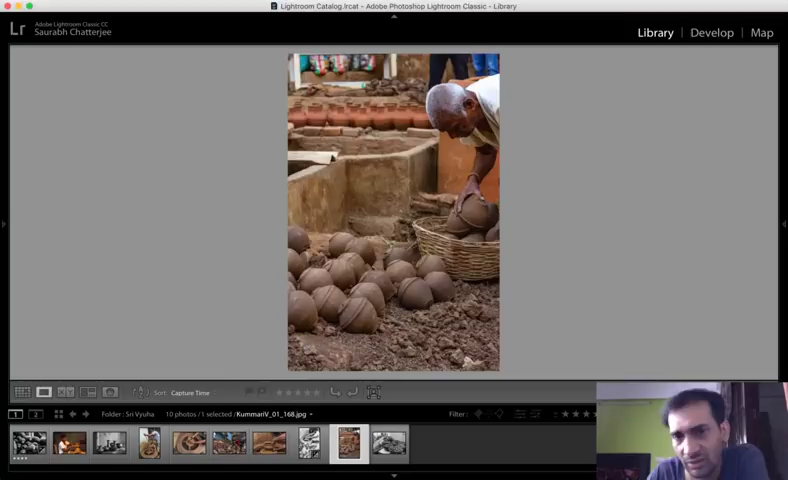 Lightroom Catalog.lrcat - Adobe Photoshop Lightroom Classic - Library
Lr
Adobe Lightroom Classic CC
Saurabh Chatterjee
Library | Develop | Map
Sort: Capture Time
1 2 Folder : Sri Vyuha 10 photos / 1 selected / KummariV_01_168.jpg Filter :